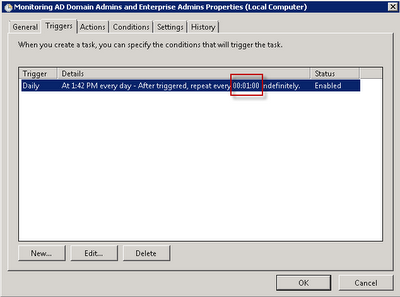 Monitoring AD Domain Admins and Enterprise Admins Properties (Local Computer)
General Triggers Actions Conditions Settings History
When you create a task, you can specify the conditions that will trigger the task.
Trigger Details Status
Daily At 1:42 PM every day - After triggered, repeat every 00:01:00 indefinitely. Enabled
New... Edit... Delete
OK Cancel